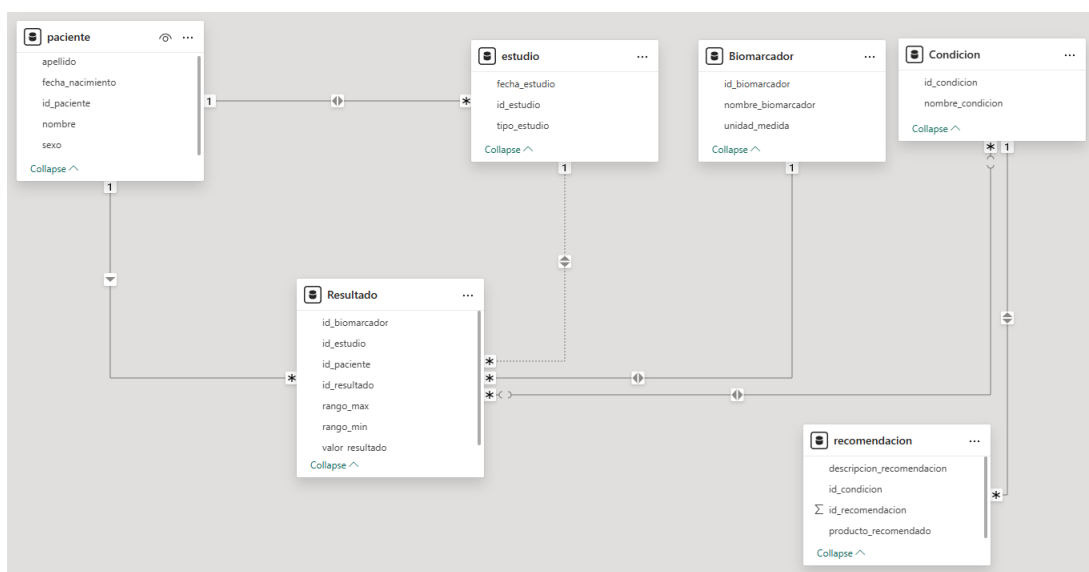 paciente
apellido
fecha_nacimiento
id_paciente
nombre
sexo
Collapse
estudio
fecha_estudio
id_estudio
tipo_estudio
Collapse
Biomarcador
id_biomarcador
nombre_biomarcador
unidad_medida
Collapse
Condicion
id_condicion
nombre_condicion
Collapse
1
*
1
1
1
*
1
Resultado
id_biomarcador
id_estudio
id_paciente
id_resultado
rango_max
rango_min
valor resultado
Collapse
*
*
*
*
recomendacion
descripcion_recomendacion
id_condicion
Σ id_recomendacion
producto_recomendado
Collapse
*